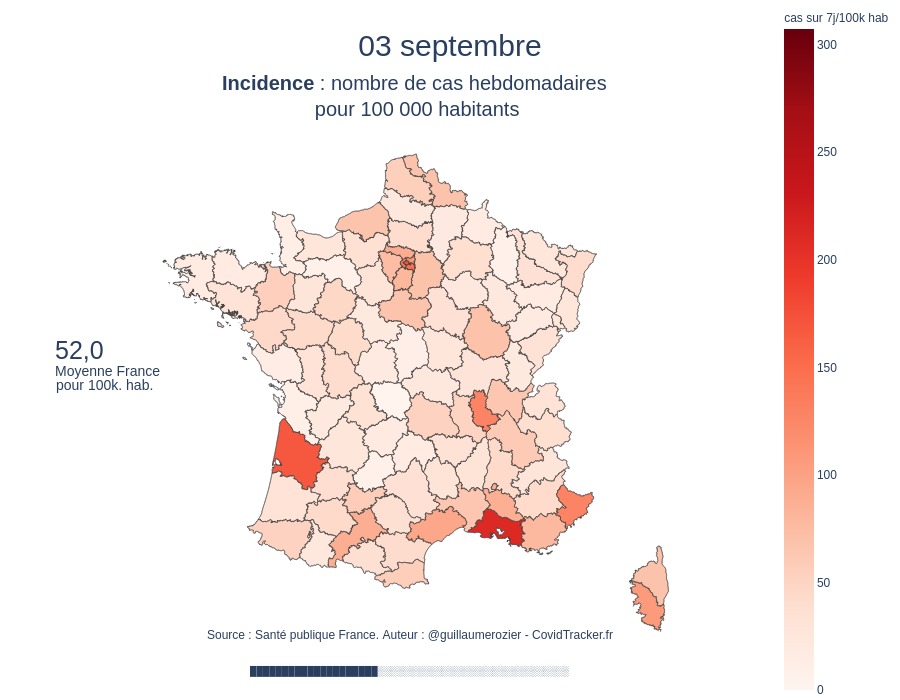 cas sur 7j/100k hab
03 septembre
Incidence : nombre de cas hebdomadaires
pour 100 000 habitants
300
250
200
150
100
50
0
52,0
Moyenne France
pour 100k. hab.
Source : Santé publique France. Auteur : @guillaumerozier - CovidTracker.fr